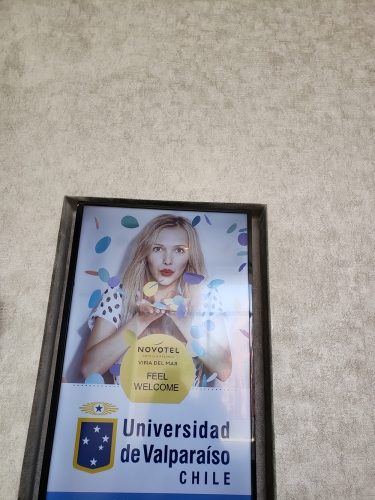 NOVOTEL
VIÑA DEL MAR
FEEL
WELCOME
Universidad
de Valparaíso
CHILE